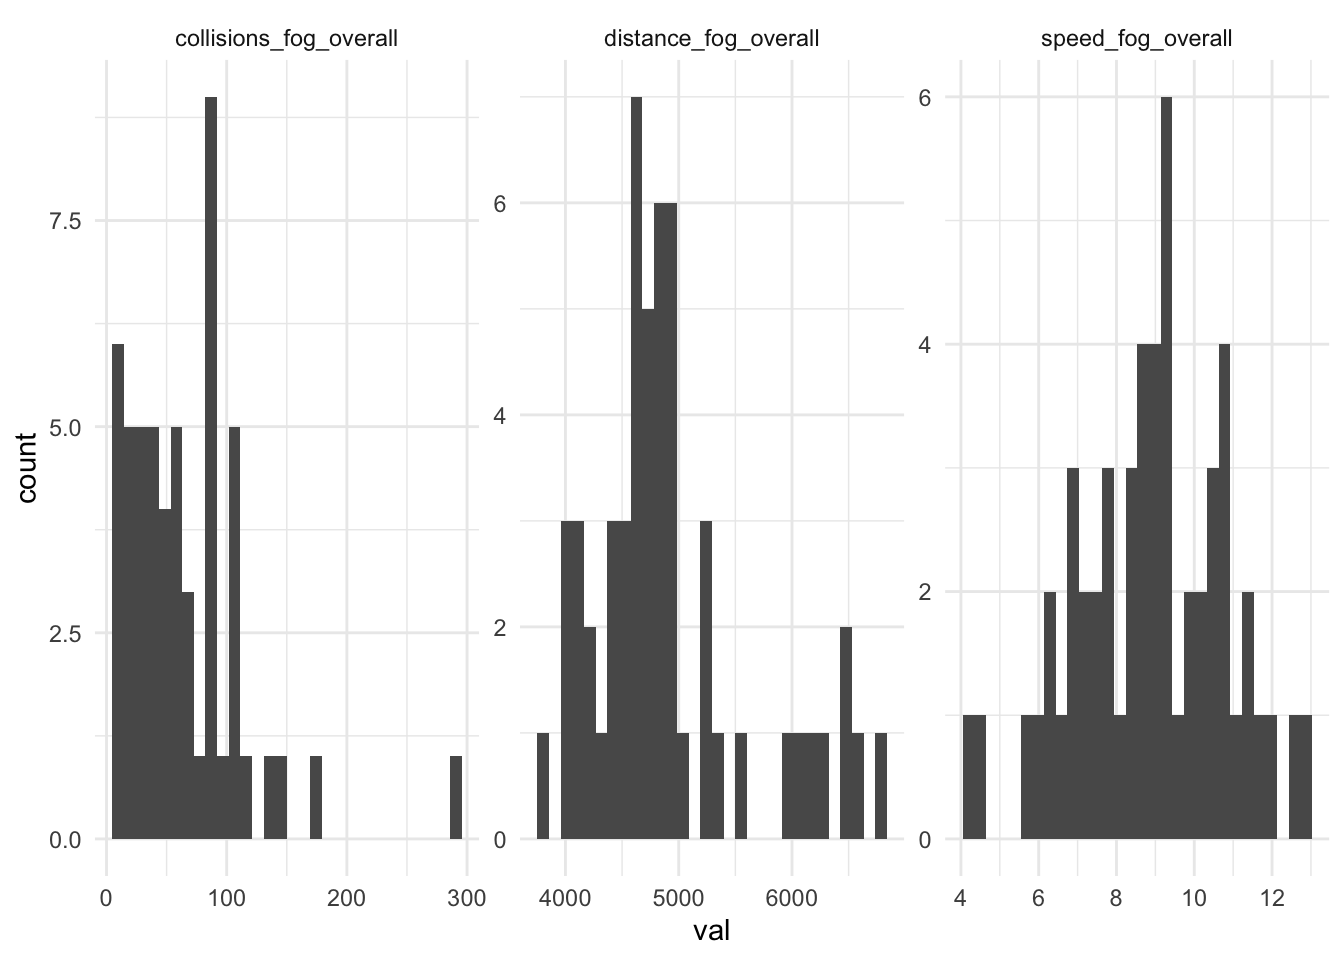 collisions_fog_overall
distance_fog_overall
speed_fog_overall
count
7.5
5.0
2.5
0.0
0 100 200 300
6
4
2
0
4000 5000 6000
6
4
2
0
4 6 8 10 12
val